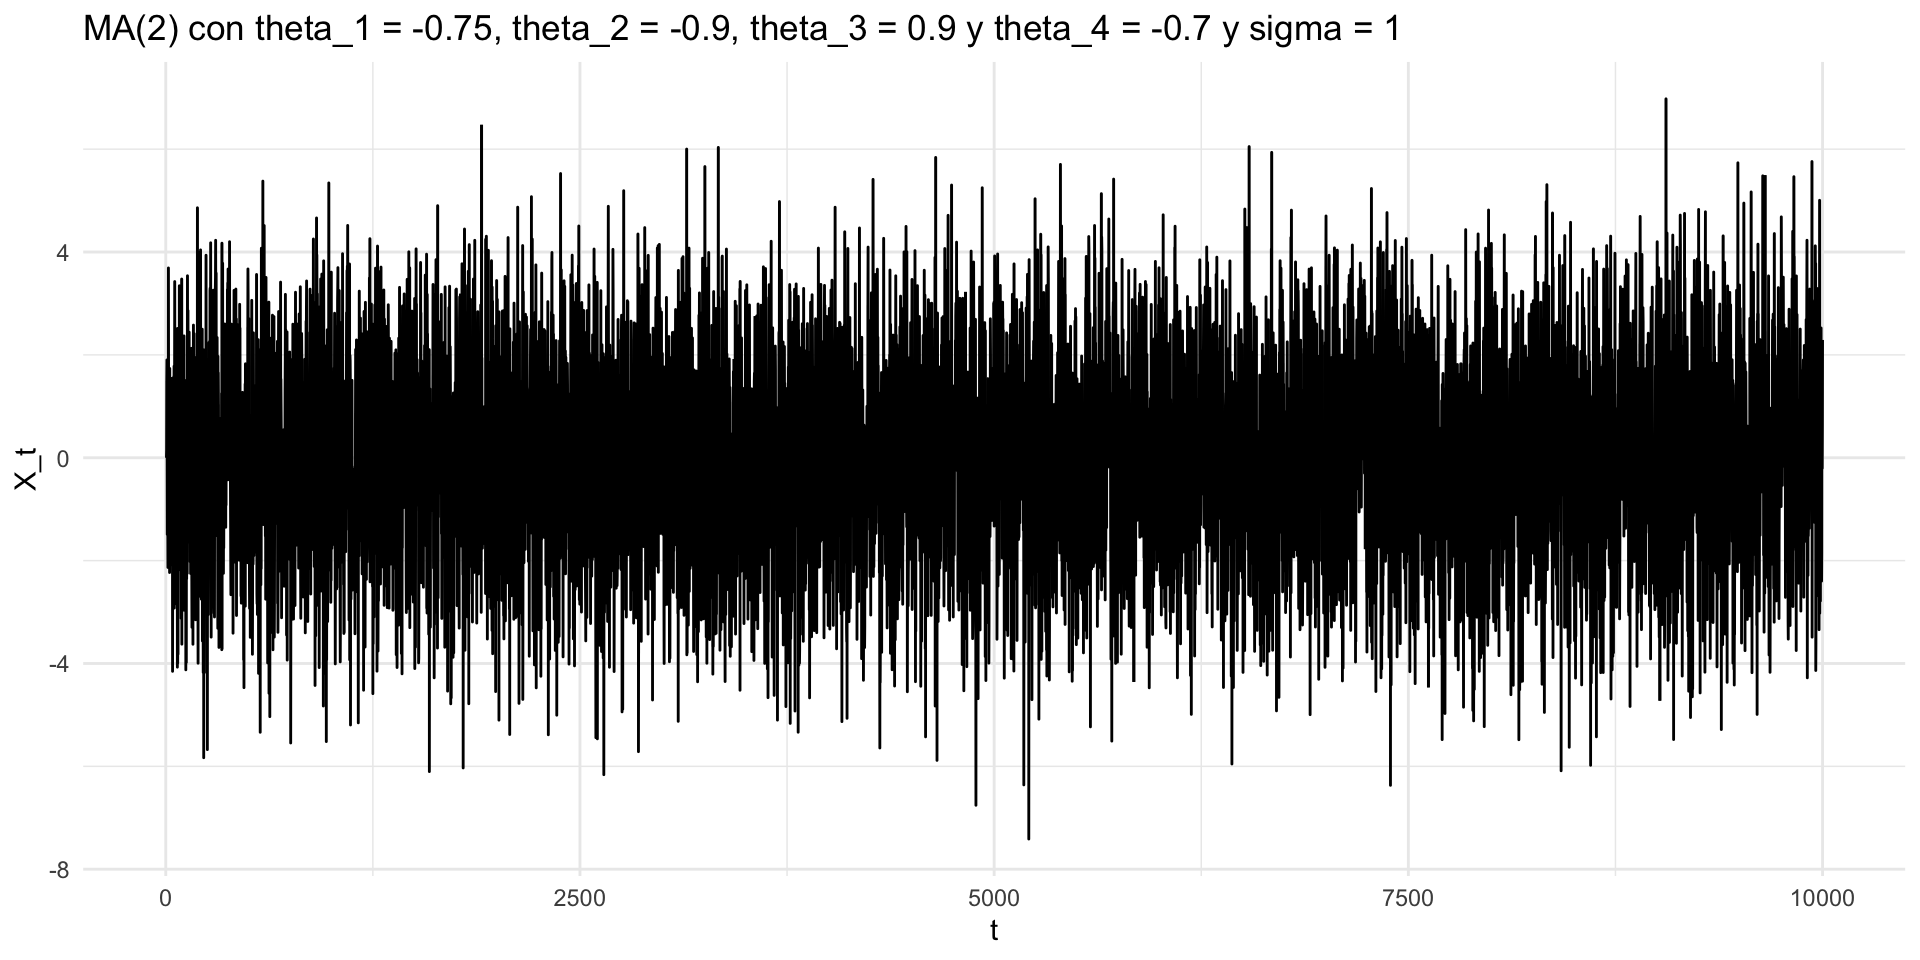 MA(2) con theta_1 = -0.75, theta_2 = -0.9, theta_3 = 0.9 y theta_4 = -0.7 y sigma = 1
X_t
4
0
-4
-8
0 2500 5000 7500 10000
t